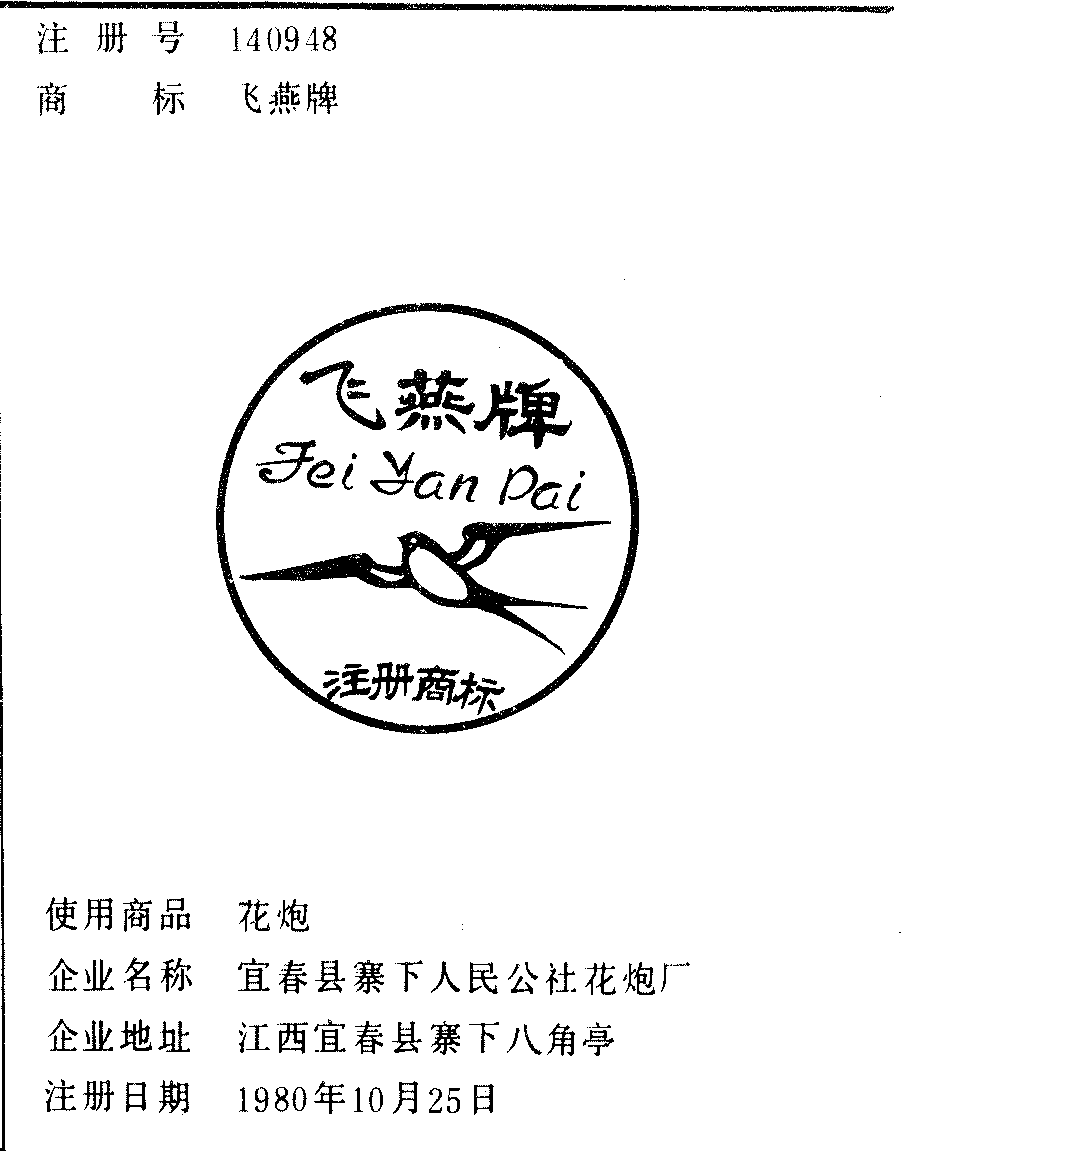 注册号 140948
商标 飞燕牌
飞燕牌
Fei Yan Pai
注册商标
使用商品 花炮
企业名称 宜春县寨下人民公社花炮厂
企业地址 江西宜春县寨下八角亭
注册日期 1980年10月25日